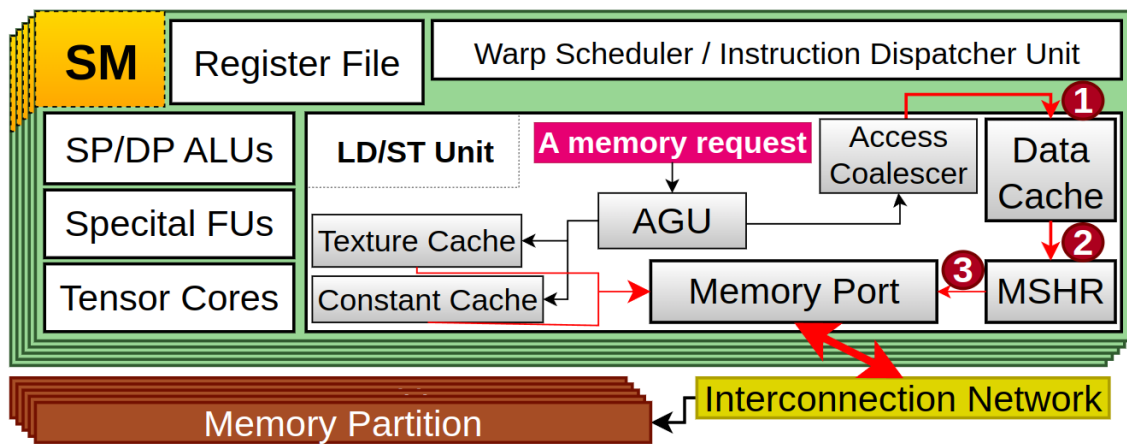 SM
Register File
Warp Scheduler / Instruction Dispatcher Unit
SP/DP ALUs
Specital FUs
Tensor Cores
LD/ST Unit
A memory request
Access
Coalescer
1
Data
Cache
AGU
2
Texture Cache
Constant Cache
Memory Port
3
MSHR
Interconnection Network
Memory Partition